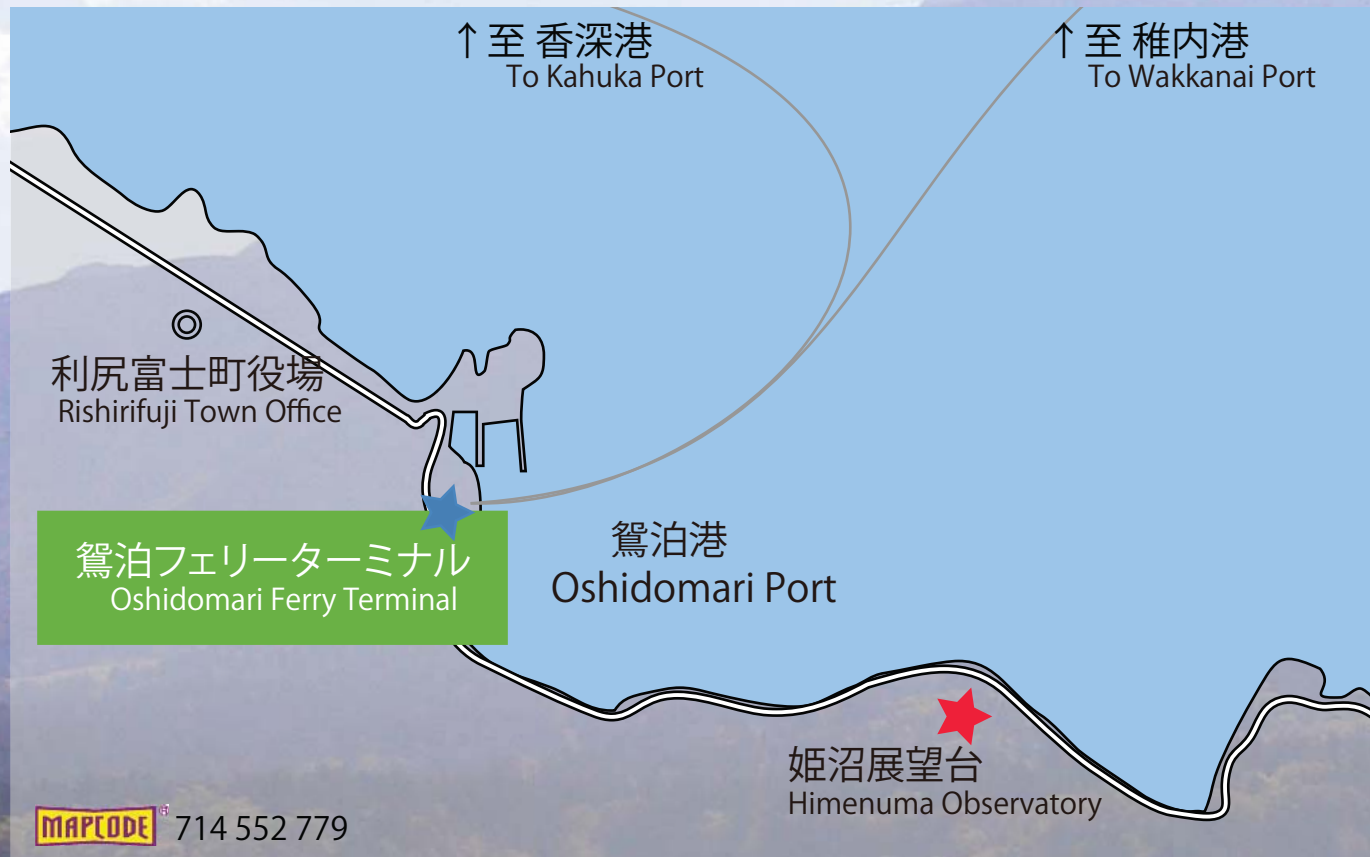 ↑至 香深港
To Kahuka Port
↑至 稚内港
To Wakkanai Port
利尻富士町役場
Rishirifuji Town Office
鴛泊フェリーターミナル
Oshidomari Ferry Terminal
鴛泊港
Oshidomari Port
姫沼展望台
Himenuma Observatory
MAPCODE® 714 552 779